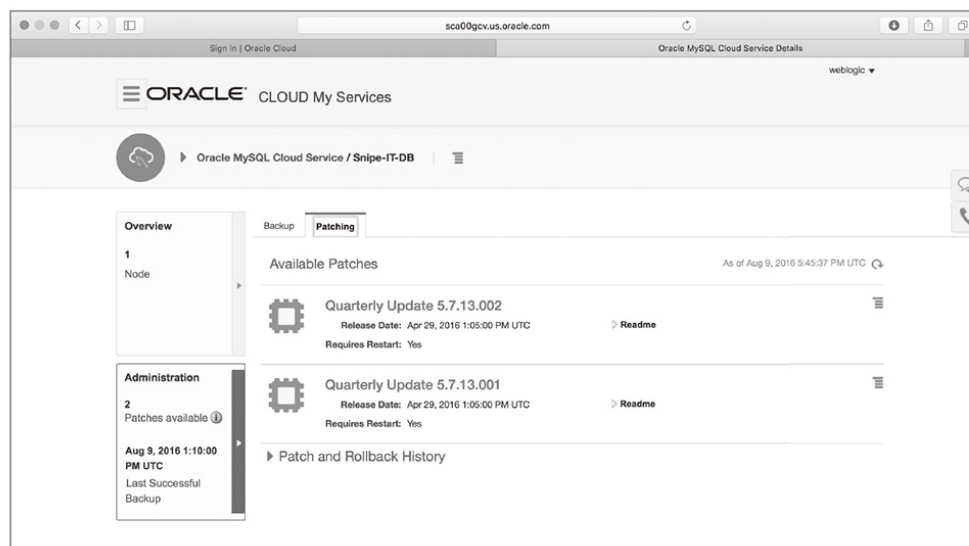 sca00gcv.us.oracle.com
Sign In | Oracle Cloud
Oracle MySQL Cloud Service Details
weblogic
ORACLE CLOUD My Services
Oracle MySQL Cloud Service / Snipe-IT-DB
Overview
1
Node
Administration
2
Patches available
Aug 9, 2016 1:10:00
PM UTC
Last Successful
Backup
Backup
Patching
Available Patches
As of Aug 9, 2016 5:45:37 PM UTC
Quarterly Update 5.7.13.002
Release Date: Apr 29, 2016 1:05:00 PM UTC
Readme
Requires Restart: Yes
Quarterly Update 5.7.13.001
Release Date: Apr 29, 2016 1:05:00 PM UTC
Readme
Requires Restart: Yes
Patch and Rollback History